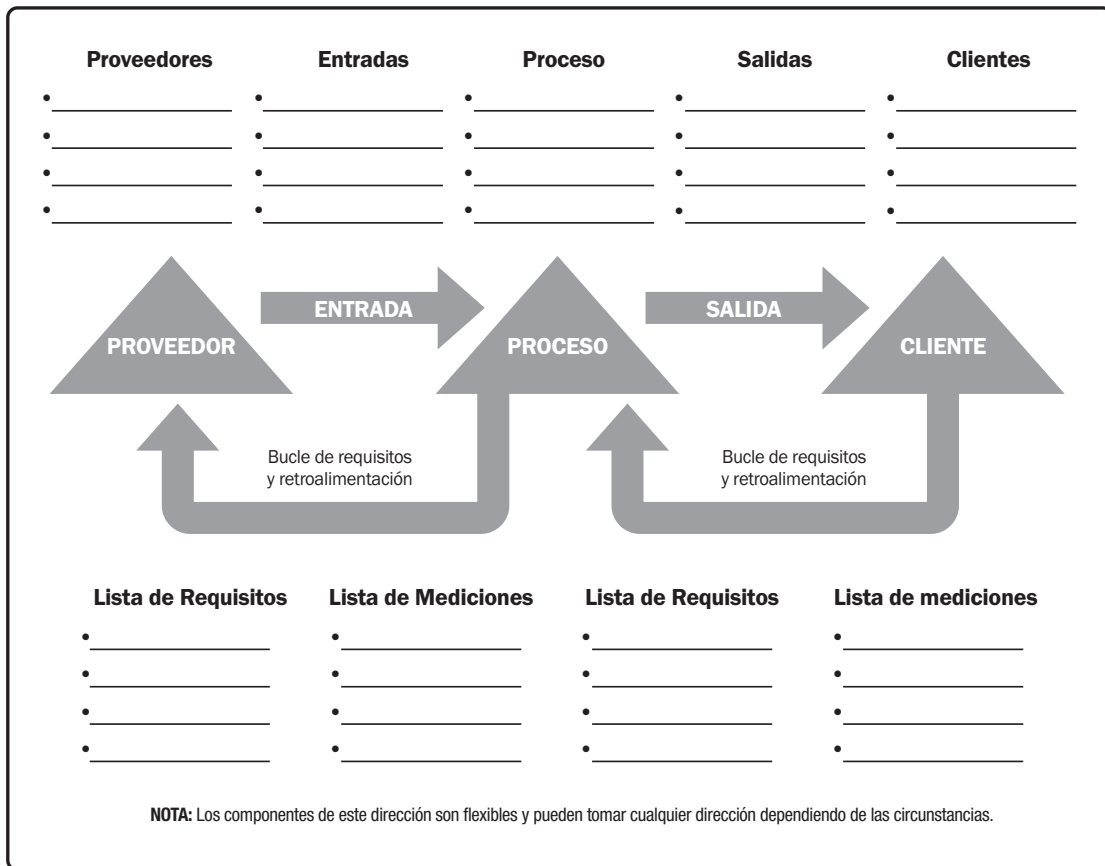 Proveedores Entradas Proceso Salidas Clientes
ENTRADA SALIDA
PROVEEDOR PROCESO CLIENTE
Bucle de requisitos
y retroalimentación
Bucle de requisitos
y retroalimentación
Lista de Requisitos Lista de Mediciones Lista de Requisitos Lista de mediciones
NOTA: Los componentes de este dirección son flexibles y pueden tomar cualquier dirección dependiendo de las circunstancias.